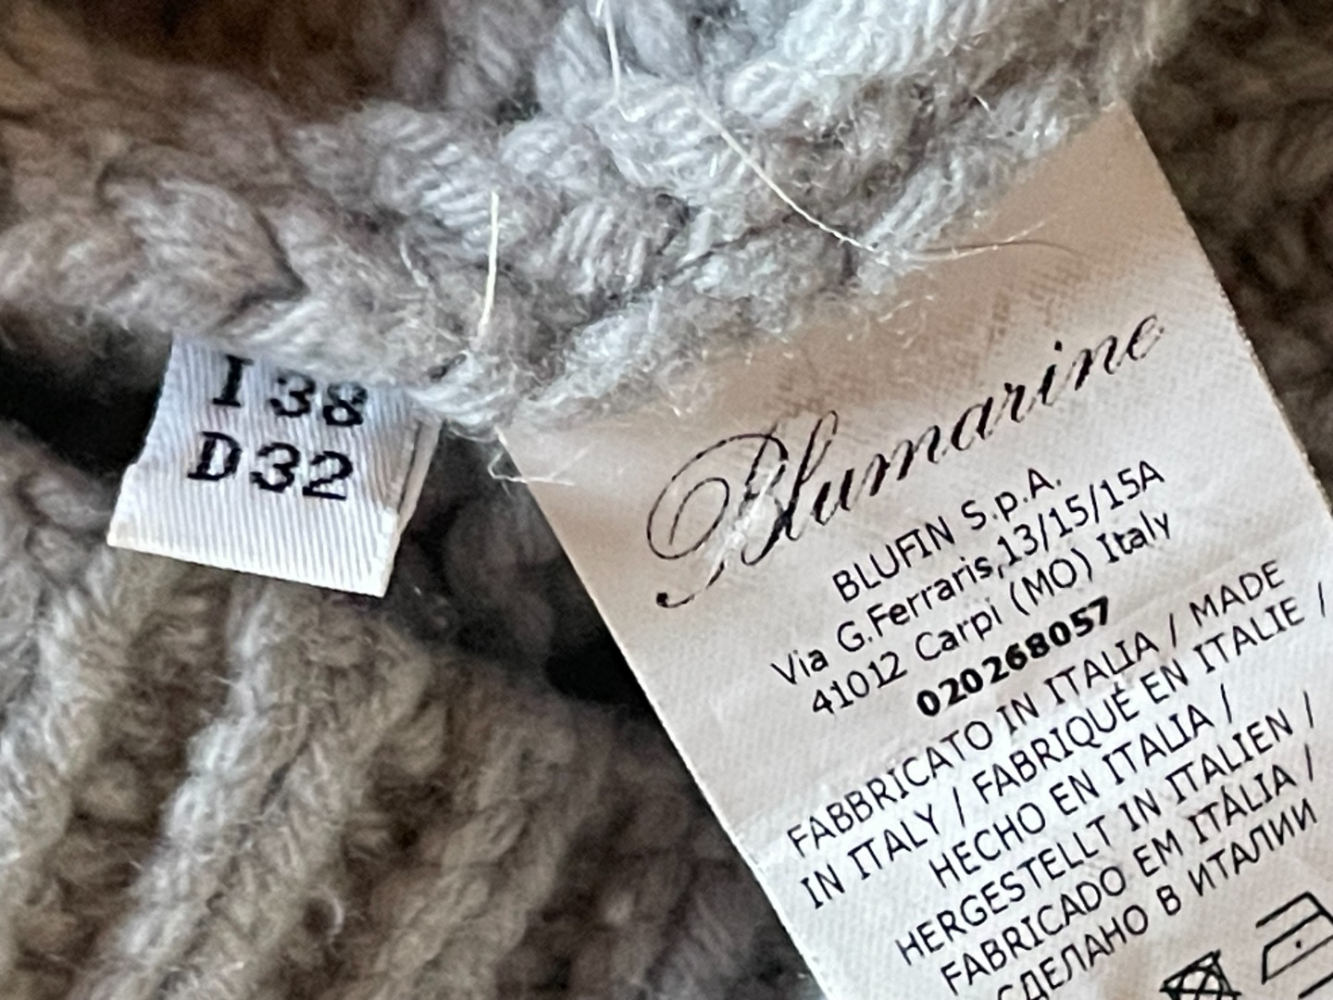 I 38
D32
Blumarine
BLUFIN S.p.A.
Via G.Ferraris,13/15/15A
41012 Carpi (MO) Italy
020268057
FABBRICATO IN ITALIA / MADE
IN ITALY / FABRIQUÉ EN ITALIE /
HECHO EN ITALIA /
HERGESTELLT IN ITALIEN /
FABRICADO EM ITÁLIA /
СДЕЛАНО В ИТАЛИИ